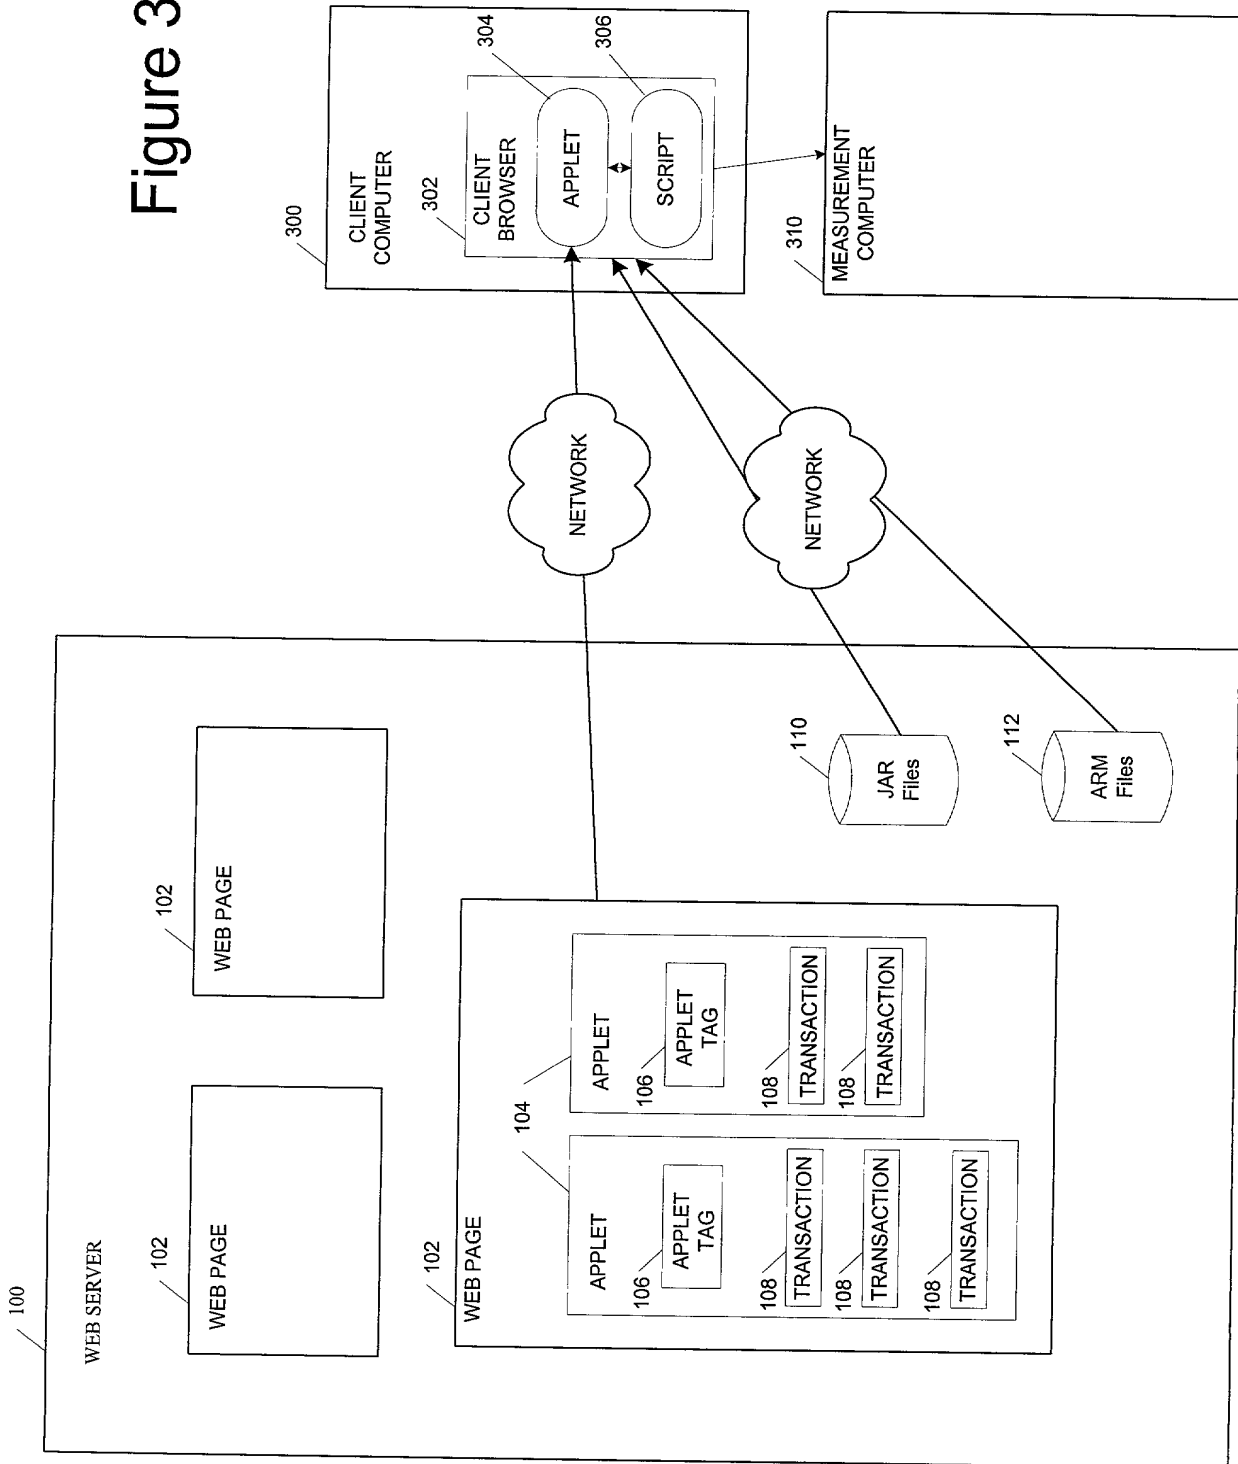 Figure 3
100
WEB SERVER
102
WEB PAGE
102
WEB PAGE
102
WEB PAGE
104
APPLET
106
APPLET
TAG
108
TRANSACTION
108
TRANSACTION
108
TRANSACTION
APPLET
106
APPLET
TAG
108
TRANSACTION
108
TRANSACTION
110
JAR
Files
112
ARM
Files
NETWORK
NETWORK
300
CLIENT
COMPUTER
302
CLIENT
BROWSER
304
APPLET
306
SCRIPT
310
MEASUREMENT
COMPUTER